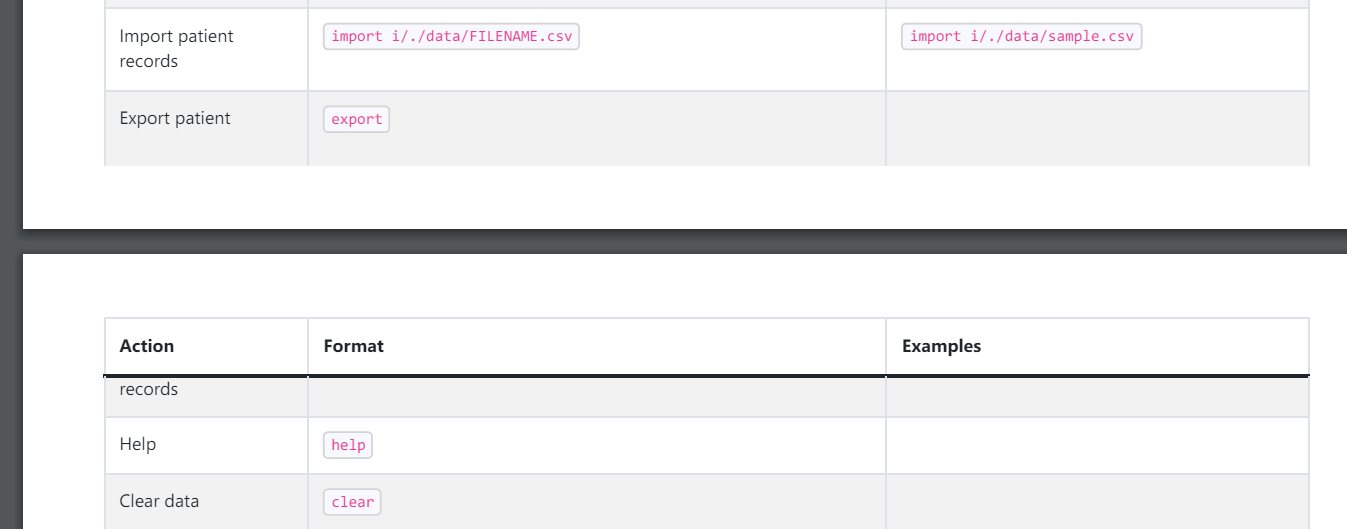 Import patient import i/./data/FILENAME.csv import i/./data/sample.csv
records
Export patient export
Action Format Examples
records
Help help
Clear data clear